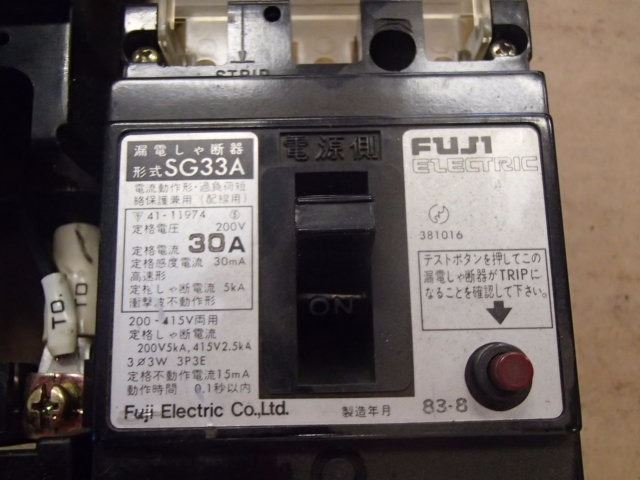 STRIP
漏電しゃ断器
形式 SG33A
電流動作形・過負荷短
絡保護兼用(配線用)
41-11974
定格電圧 200V
定格電流 30A
定格感度電流 30mA
高速形
定格しゃ断電流 5kA
衝撃波不動作形
200-415V両用
定格しゃ断電流
200V5kA, 415V2.5kA
3ø3W 3P3E
定格不動作電流15mA
動作時間 0.1秒以内
Fuji Electric Co.,Ltd.
製造年月 83-8
電源側
ON
FUJI
ELECTRIC
381016
テストボタンを押してこの
漏電しゃ断器がTRIPに
なることを確認して下さい。
TO.
TO.